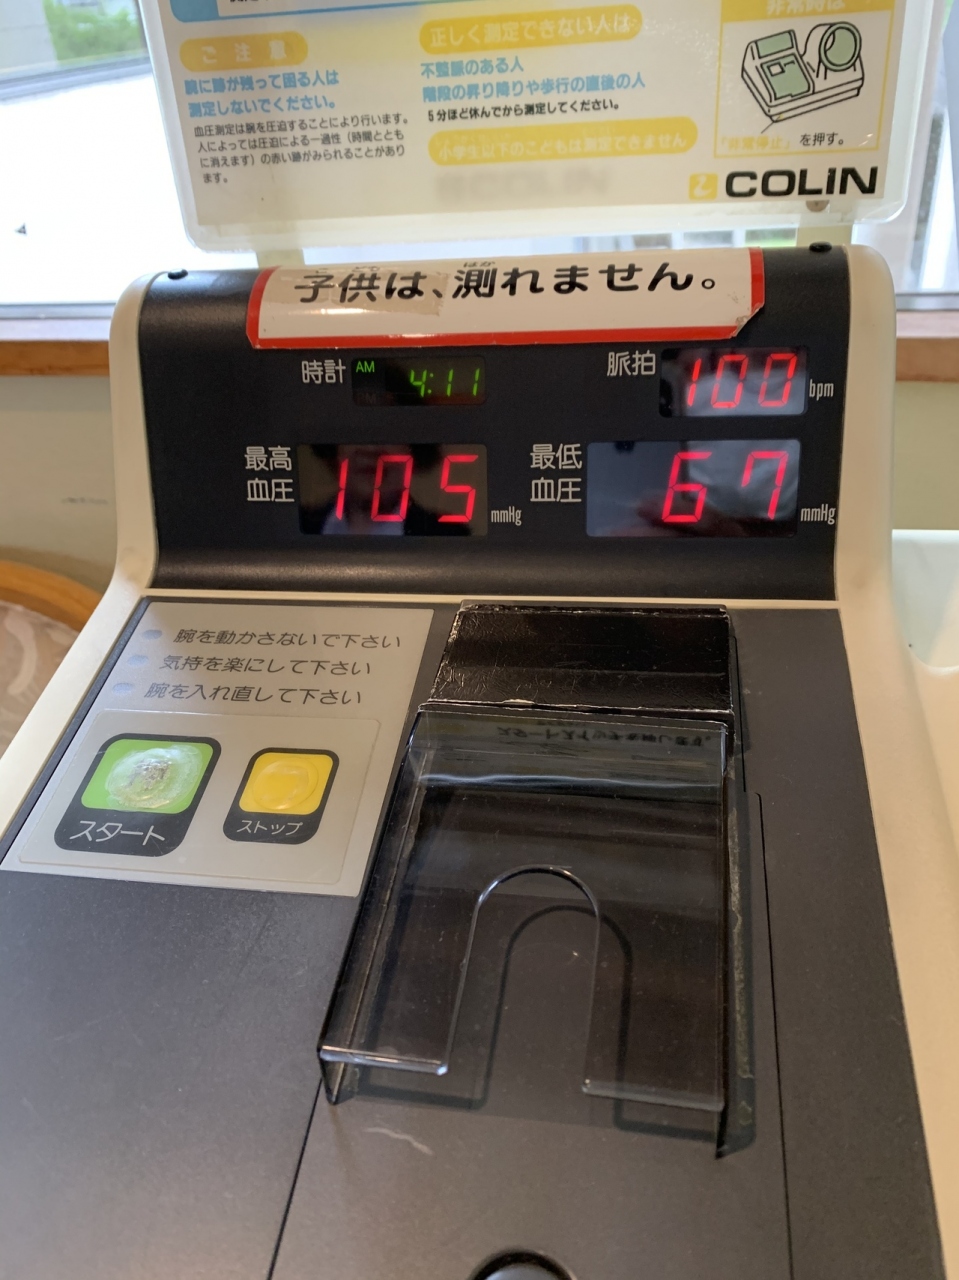 ご注意
腕に跡が残って困る人は
測定しないでください。
血圧測定は腕を圧迫することにより行います。
人によっては圧迫による一過性（時間ととも
に消えます）の赤い跡がみられることがあり
ます。
正しく測定できない人は
不整脈のある人
階段の昇り降りや歩行の直後の人
5分ほど休んでから測定してください。
小学生以下のこどもは測定できません
非常時は
「非常停止」を押す。
COLIN
こども はか
子供は、測れません。
時計 AM 4:11
脈拍 100 bpm
最高血圧 105 mmHg
最低血圧 67 mmHg
腕を動かさないで下さい
気持を楽にして下さい
腕を入れ直して下さい
スタート
ストップ